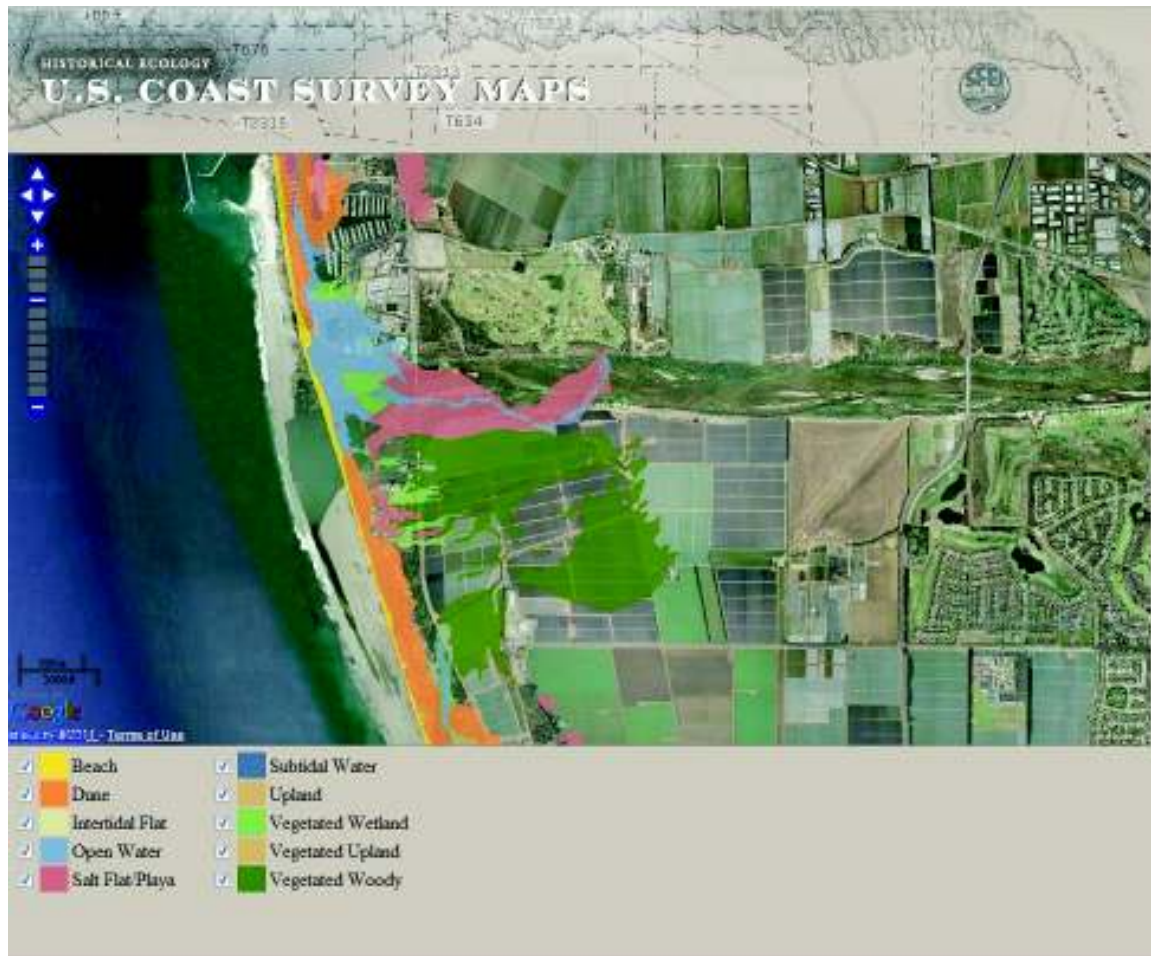 T676
HISTORICAL ECOLOGY
U.S. COAST SURVEY MAPS
SFEI
T2315
T634
Terms of Use
Beach
Dune
Intertidal Flat
Open Water
Salt Flat/Playa
Subtidal Water
Upland
Vegetated Wetland
Vegetated Upland
Vegetated Woody